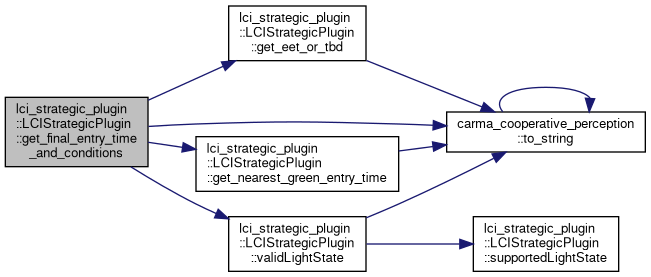 lci_strategic_plugin
::LCIStrategicPlugin
::get_final_entry_time
_and_conditions
lci_strategic_plugin
::LCIStrategicPlugin
::get_eet_or_tbd
carma_cooperative_perception
::to_string
lci_strategic_plugin
::LCIStrategicPlugin
::get_nearest_green_entry_time
lci_strategic_plugin
::LCIStrategicPlugin
::validLightState
lci_strategic_plugin
::LCIStrategicPlugin
::supportedLightState